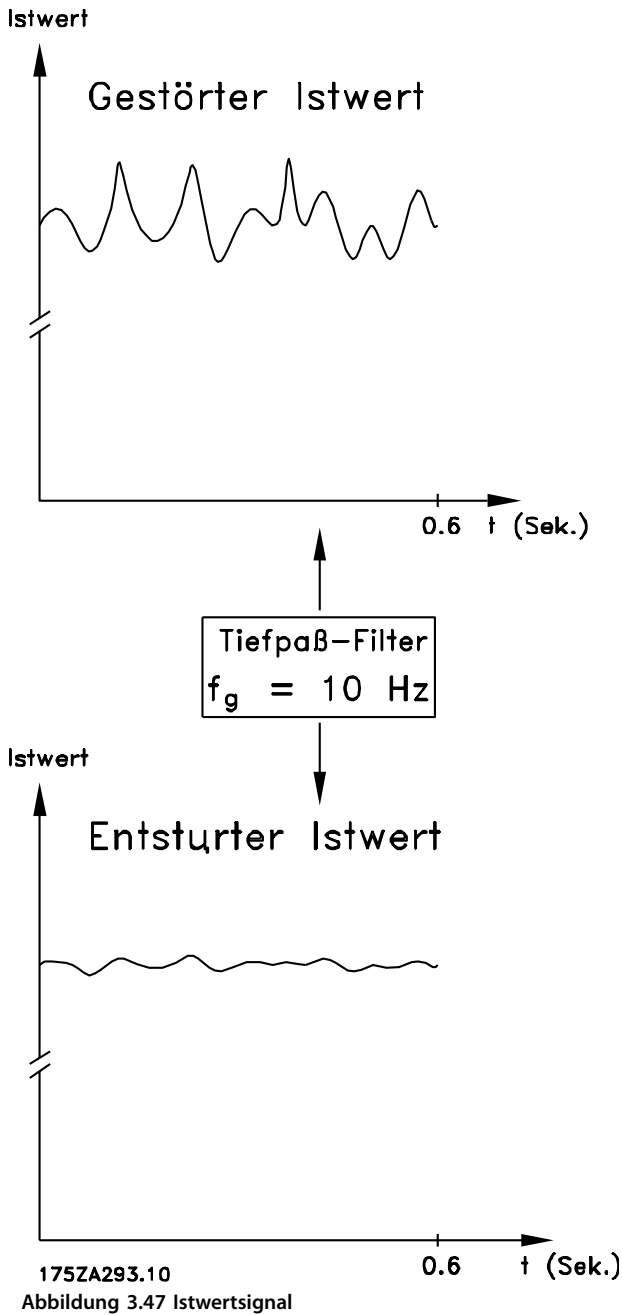 Istwert
Gestörter Istwert
0.6 t (Sek.)
Tiefpaß-Filter
fg = 10 Hz
Istwert
Entsturter Istwert
0.6 t (Sek.)
175ZA293.10
Abbildung 3.47 Istwertsignal